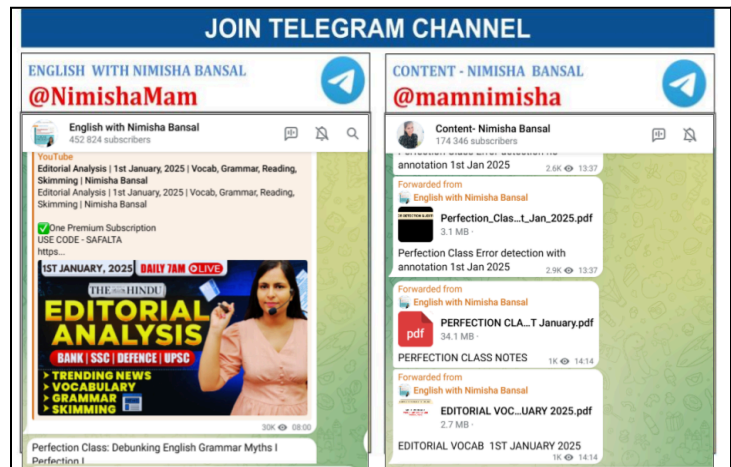 JOIN TELEGRAM CHANNEL
ENGLISH WITH NIMISHA BANSAL
@NimishaMam
English with Nimisha Bansal
452 824 subscribers
YouTube
Editorial Analysis | 1st January, 2025 | Vocab, Grammar, Reading,
Skimming | Nimisha Bansal
Editorial Analysis | 1st January, 2025 | Vocab, Grammar, Reading,
Skimming | Nimisha Bansal
✅One Premium Subscription
USE CODE - SAFALTA
https...
1ST JANUARY, 2025 DAILY 7AM LIVE
THE HINDU
EDITORIAL
ANALYSIS
BANK | SSC | DEFENCE | UPSC
TRENDING NEWS
VOCABULARY
GRAMMAR
SKIMMING
30K 08:00
Perfection Class: Debunking English Grammar Myths I
Perfection I
CONTENT - NIMISHA BANSAL
@mamnimisha
Content- Nimisha Bansal
174 346 subscribers
Perfection Class Error detection no
annotation 1st Jan 2025 2.6K 13:37
Forwarded from
English with Nimisha Bansal
Perfection_Clas...t_Jan_2025.pdf
3.1 MB
Perfection Class Error detection with
annotation 1st Jan 2025 2.9K 13:37
Forwarded from
English with Nimisha Bansal
pdf
PERFECTION CLA...T January.pdf
34.1 MB
PERFECTION CLASS NOTES 1K 14:14
Forwarded from
English with Nimisha Bansal
EDITORIAL VOC...UARY 2025.pdf
2.7 MB
EDITORIAL VOCAB 1ST JANUARY 2025
1K 14:14